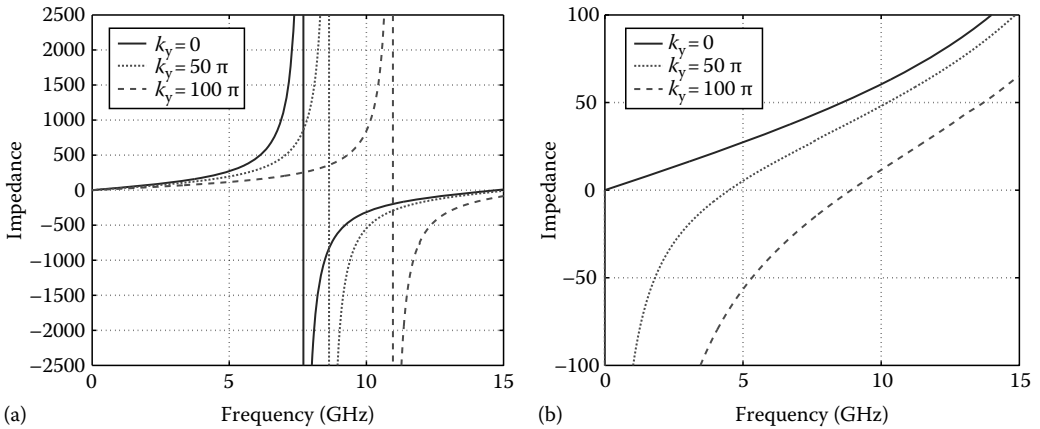 2500
2000
1500
1000
500
0
−500
−1000
−1500
−2000
−2500
Impedance
k_y = 0
k_y = 50 π
k_y = 100 π
0
5
10
15
(a)
Frequency (GHz)
100
50
0
−50
−100
Impedance
k_y = 0
k_y = 50 π
k_y = 100 π
0
5
10
15
(b)
Frequency (GHz)